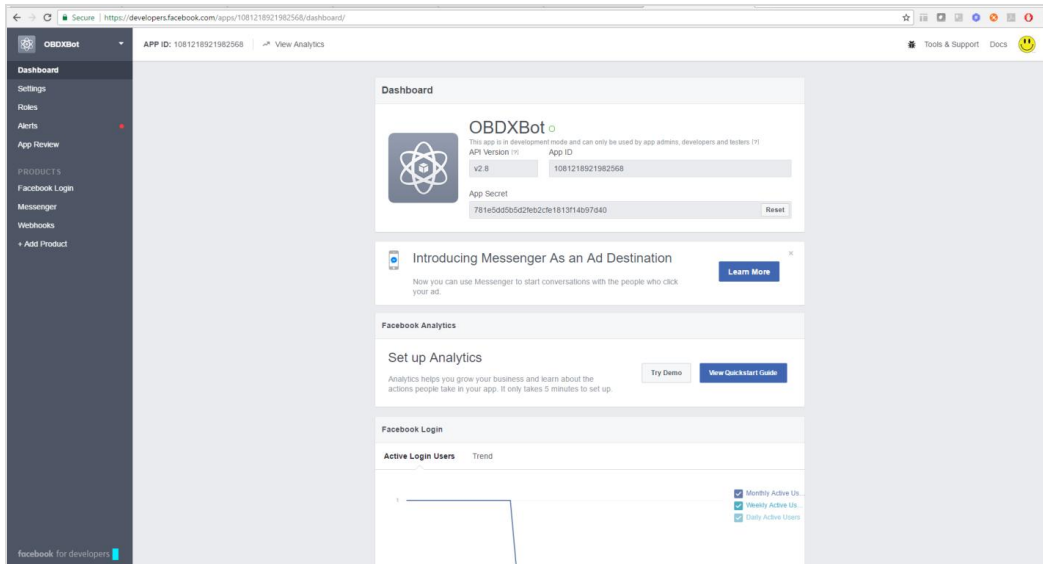 Secure | https://developers.facebook.com/apps/1081218921982568/dashboard/
OBDXBot
APP ID: 1081218921982568
View Analytics
Tools & Support
Docs
Dashboard
Settings
Roles
Alerts
App Review
PRODUCTS
Facebook Login
Messenger
Webhooks
+ Add Product
facebook for developers
Dashboard
OBDXBot
This app is in development mode and can only be used by app admins, developers and testers [?]
API Version [?]
App ID
v2.8
1081218921982568
App Secret
781e5dd5b5d2feb2cfe1813f14b97d40
Reset
Introducing Messenger As an Ad Destination
Now you can use Messenger to start conversations with the people who click
your ad.
Learn More
Facebook Analytics
Set up Analytics
Analytics helps you grow your business and learn about the
actions people take in your app. It only takes 5 minutes to set up.
Try Demo
View Quickstart Guide
Facebook Login
Active Login Users
Trend
Monthly Active Us...
Weekly Active Us...
Daily Active Users